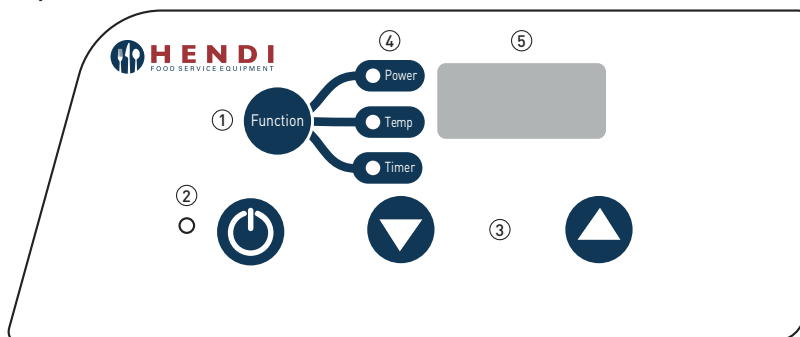 ④ ⑤
HENDI
FOOD SERVICE EQUIPMENT
Power
① Function
Temp
Timer
②
③